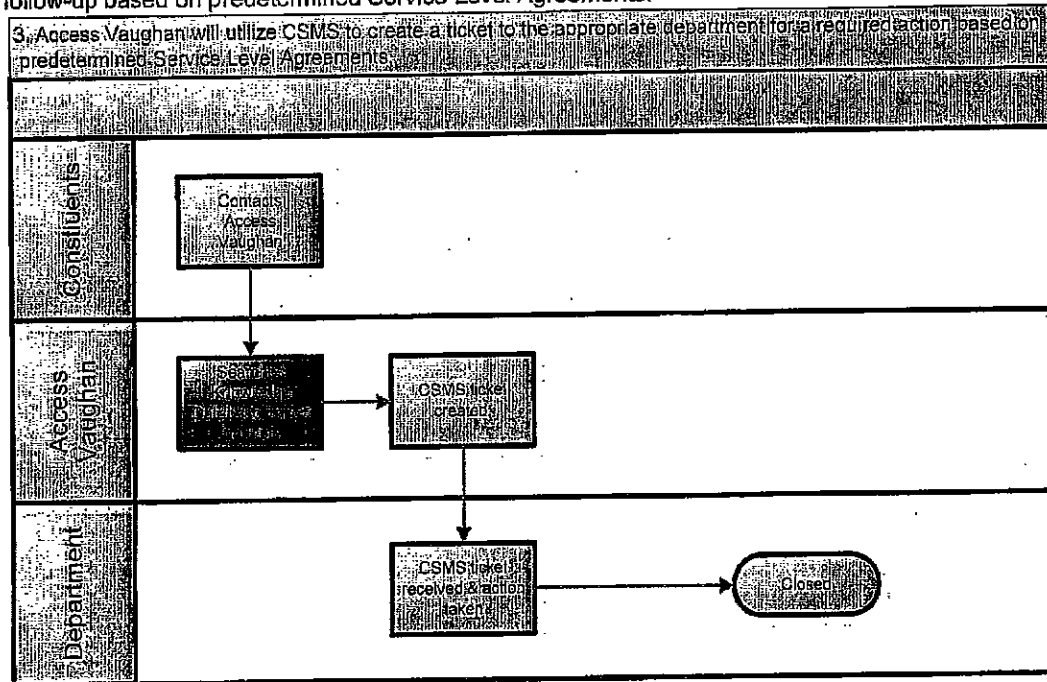 follow-up based on predetermined Service Level Agreements.
3. Access Vaughan will utilize CSMS to create a ticket to the appropriate department for a required action based on
predetermined Service Level Agreements.
Constiuents
Contacts
Access
Vaughan
Access
Vaughan
Searches
CSMS ticket
created
Department
CSMS ticket
received & action
taken
Closed